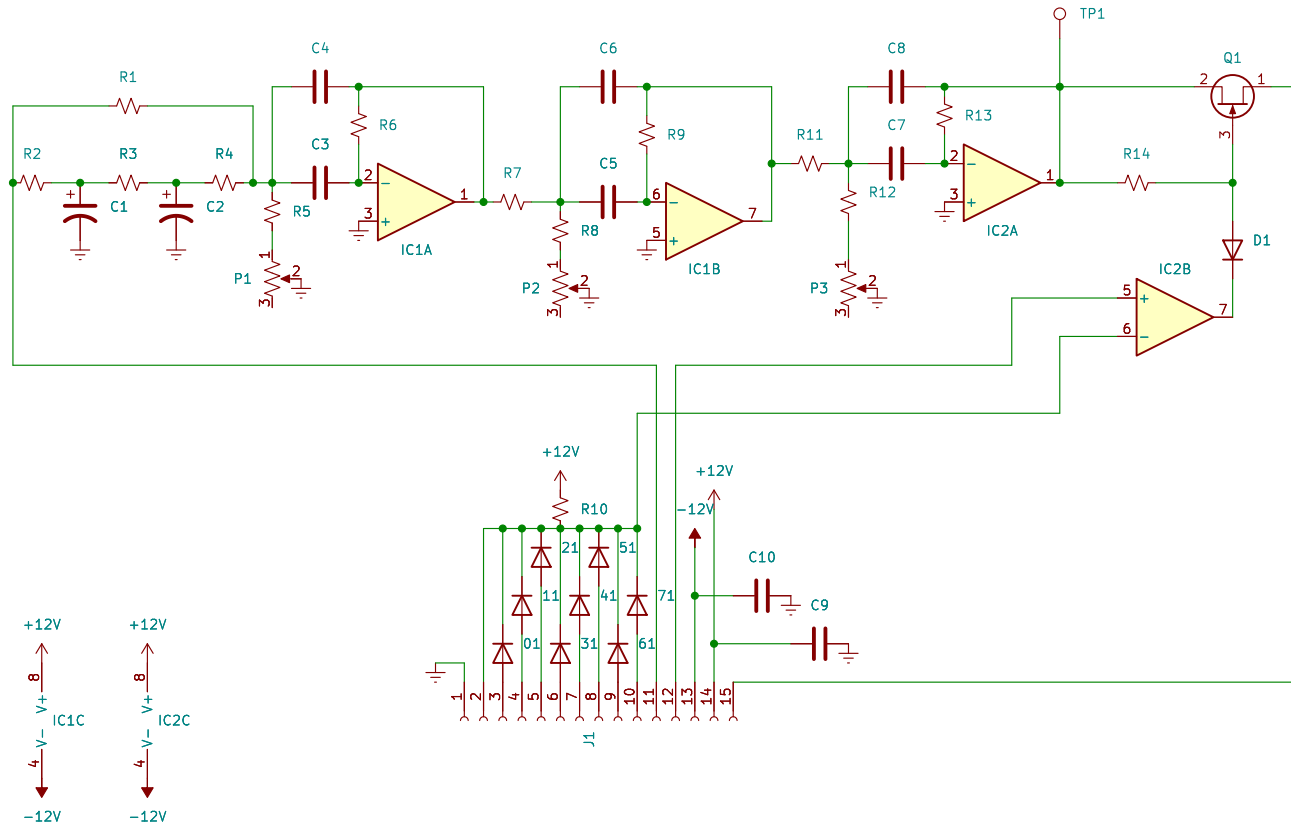 TP1
C4
C6
C8
Q1
R1
2
1
3
R6
R9
R13
C3
C5
C7
R11
R2
R3
R4
R7
R14
R12
C1
C2
R5
R8
2
3
1
IC1A
6
5
7
IC1B
2
3
1
IC2A
D1
P1
1
2
3
P2
1
2
3
P3
1
2
3
IC2B
5
6
7
+
−
+12V
+12V
R10
-12V
21
51
11
41
71
01
31
61
C10
C9
1
2
3
4
5
6
7
8
9
10
11
12
13
14
15
J1
+12V
+12V
8
8
V+
V+
IC1C
IC2C
V-
V-
4
4
-12V
-12V